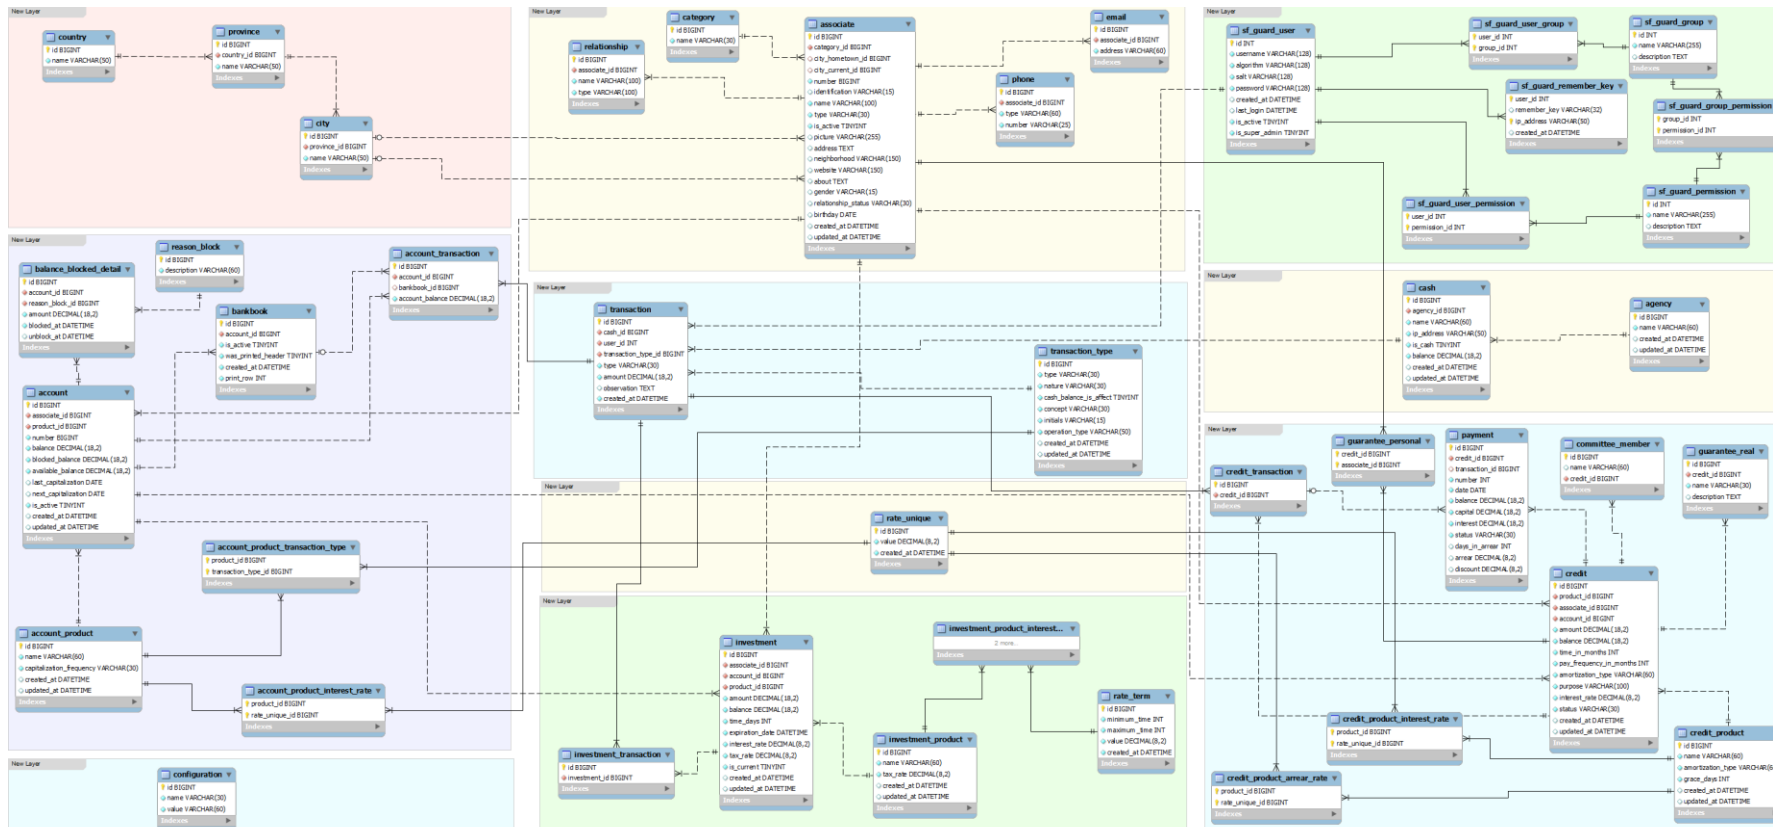 New Layer
country
id BIGINT
name VARCHAR(50)
Indexes
province
id BIGINT
country_id BIGINT
name VARCHAR(50)
Indexes
city
id BIGINT
province_id BIGINT
name VARCHAR(50)
Indexes
New Layer
relationship
id BIGINT
associate_id BIGINT
name VARCHAR(100)
type VARCHAR(100)
Indexes
category
id BIGINT
name VARCHAR(30)
Indexes
associate
id BIGINT
category_id BIGINT
city_hometown_id BIGINT
city_current_id BIGINT
number BIGINT
identification VARCHAR(15)
name VARCHAR(100)
type VARCHAR(30)
is_active TINYINT
picture VARCHAR(255)
address TEXT
neighborhood VARCHAR(150)
website VARCHAR(150)
about TEXT
gender VARCHAR(15)
relationship_status VARCHAR(30)
birthday DATE
created_at DATETIME
updated_at DATETIME
Indexes
email
id BIGINT
associate_id BIGINT
address VARCHAR(60)
Indexes
phone
id BIGINT
associate_id BIGINT
type VARCHAR(60)
number VARCHAR(25)
Indexes
New Layer
sf_guard_user
id INT
username VARCHAR(128)
algorithm VARCHAR(128)
salt VARCHAR(128)
password VARCHAR(128)
created_at DATETIME
last_login DATETIME
is_active TINYINT
is_super_admin TINYINT
Indexes
sf_guard_user_group
user_id INT
group_id INT
Indexes
sf_guard_group
id INT
name VARCHAR(255)
description TEXT
Indexes
sf_guard_remember_key
user_id INT
remember_key VARCHAR(32)
ip_address VARCHAR(50)
created_at DATETIME
Indexes
sf_guard_group_permission
group_id INT
permission_id INT
Indexes
sf_guard_user_permission
user_id INT
permission_id INT
Indexes
sf_guard_permission
id INT
name VARCHAR(255)
description TEXT
Indexes
New Layer
reason_block
id BIGINT
description VARCHAR(60)
Indexes
balance_blocked_detail
id BIGINT
account_id BIGINT
reason_block_id BIGINT
amount DECIMAL(18,2)
blocked_at DATETIME
unblock_at DATETIME
Indexes
bankbook
id BIGINT
account_id BIGINT
is_active TINYINT
was_printed_header TINYINT
created_at DATETIME
print_row INT
Indexes
account_transaction
id BIGINT
account_id BIGINT
bankbook_id BIGINT
account_balance DECIMAL(18,2)
Indexes
account
id BIGINT
associate_id BIGINT
product_id BIGINT
number BIGINT
balance DECIMAL(18,2)
blocked_balance DECIMAL(18,2)
available_balance DECIMAL(18,2)
last_capitalization DATE
next_capitalization DATE
is_active TINYINT
created_at DATETIME
updated_at DATETIME
Indexes
account_product_transaction_type
product_id BIGINT
transaction_type_id BIGINT
Indexes
account_product
id BIGINT
name VARCHAR(60)
capitalization_frequency VARCHAR(30)
created_at DATETIME
updated_at DATETIME
Indexes
account_product_interest_rate
product_id BIGINT
rate_unique_id BIGINT
Indexes
New Layer
configuration
id BIGINT
name VARCHAR(30)
value VARCHAR(60)
Indexes
New Layer
transaction
id BIGINT
cash_id BIGINT
user_id INT
transaction_type_id BIGINT
type VARCHAR(30)
amount DECIMAL(18,2)
observation TEXT
created_at DATETIME
Indexes
transaction_type
id BIGINT
type VARCHAR(30)
nature VARCHAR(30)
cash_balance_is_affect TINYINT
concept VARCHAR(30)
initials VARCHAR(15)
operation_type VARCHAR(50)
created_at DATETIME
updated_at DATETIME
Indexes
New Layer
rate_unique
id BIGINT
value DECIMAL(8,2)
created_at DATETIME
Indexes
New Layer
investment
id BIGINT
associate_id BIGINT
account_id BIGINT
product_id BIGINT
amount DECIMAL(18,2)
balance DECIMAL(18,2)
time_days INT
expiration_date DATETIME
interest_rate DECIMAL(8,2)
tax_rate DECIMAL(8,2)
is_current TINYINT
created_at DATETIME
updated_at DATETIME
Indexes
investment_product_interest...
2 more...
Indexes
rate_term
id BIGINT
minimum_time INT
maximum_time INT
value DECIMAL(8,2)
created_at DATETIME
Indexes
investment_transaction
id BIGINT
investment_id BIGINT
Indexes
investment_product
id BIGINT
name VARCHAR(60)
tax_rate DECIMAL(8,2)
created_at DATETIME
updated_at DATETIME
Indexes
New Layer
cash
id BIGINT
agency_id BIGINT
name VARCHAR(60)
ip_address VARCHAR(50)
is_cash TINYINT
balance DECIMAL(18,2)
created_at DATETIME
updated_at DATETIME
Indexes
agency
id BIGINT
name VARCHAR(60)
created_at DATETIME
updated_at DATETIME
Indexes
New Layer
credit_transaction
id BIGINT
credit_id BIGINT
Indexes
guarantee_personal
credit_id BIGINT
associate_id BIGINT
Indexes
payment
id BIGINT
credit_id BIGINT
transaction_id BIGINT
number INT
date DATE
balance DECIMAL(18,2)
capital DECIMAL(18,2)
interest DECIMAL(18,2)
status VARCHAR(30)
days_in_arrear INT
arrear DECIMAL(8,2)
discount DECIMAL(8,2)
Indexes
committee_member
id BIGINT
name VARCHAR(60)
credit_id BIGINT
Indexes
guarantee_real
id BIGINT
credit_id BIGINT
name VARCHAR(30)
description TEXT
Indexes
credit
id BIGINT
product_id BIGINT
associate_id BIGINT
account_id BIGINT
amount DECIMAL(18,2)
balance DECIMAL(18,2)
time_in_months INT
pay_frequency_in_months INT
amortization_type VARCHAR(60)
purpose VARCHAR(100)
interest_rate DECIMAL(8,2)
status VARCHAR(30)
created_at DATETIME
updated_at DATETIME
Indexes
credit_product_interest_rate
product_id BIGINT
rate_unique_id BIGINT
Indexes
credit_product_arrear_rate
product_id BIGINT
rate_unique_id BIGINT
Indexes
credit_product
id BIGINT
name VARCHAR(60)
amortization_type VARCHAR(6
grace_days INT
created_at DATETIME
updated_at DATETIME
Indexes